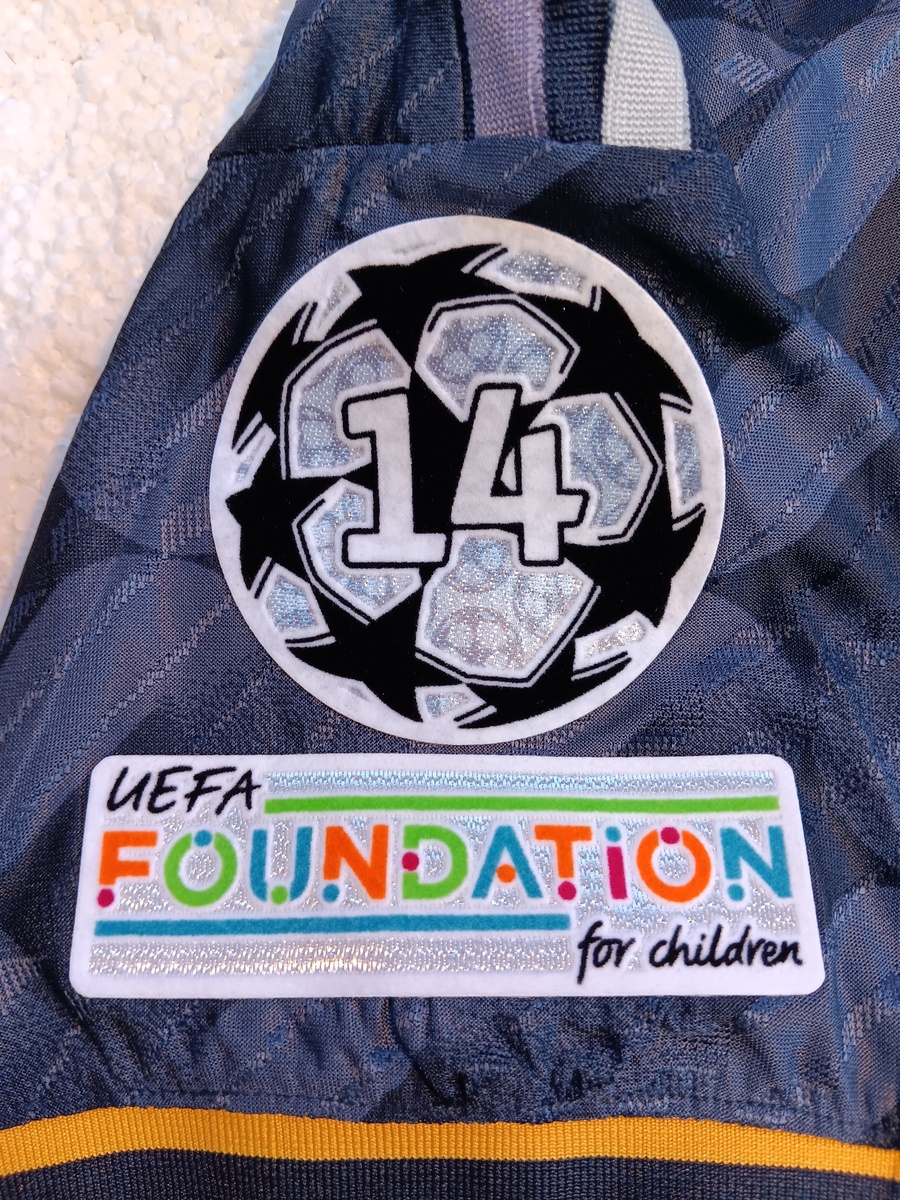 14
UEFA
FOUNDATION
for children